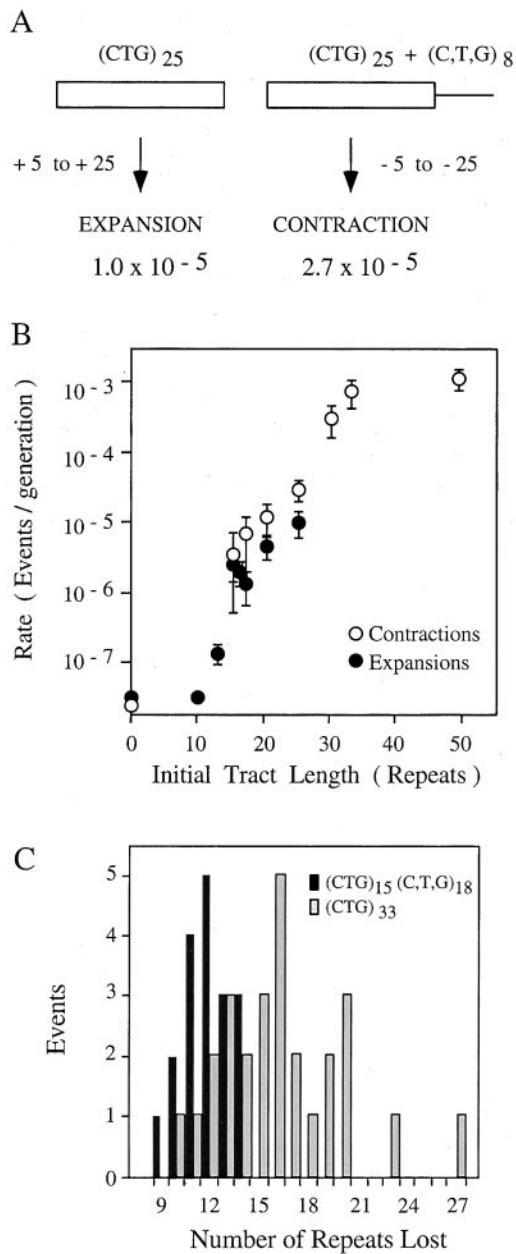 A
(CTG) 25   (CTG) 25 + (C,T,G) 8
+ 5 to + 25   - 5 to - 25
EXPANSION   CONTRACTION
1.0 x 10 - 5   2.7 x 10 - 5
B
Rate ( Events / generation )
10 - 3
10 - 4
10 - 5
10 - 6
10 - 7
Contractions
Expansions
0 10 20 30 40 50
Initial Tract Length ( Repeats )
C
Events
5
4
3
2
1
0
(CTG)15 (C,T,G)18
(CTG) 33
9 12 15 18 21 24 27
Number of Repeats Lost